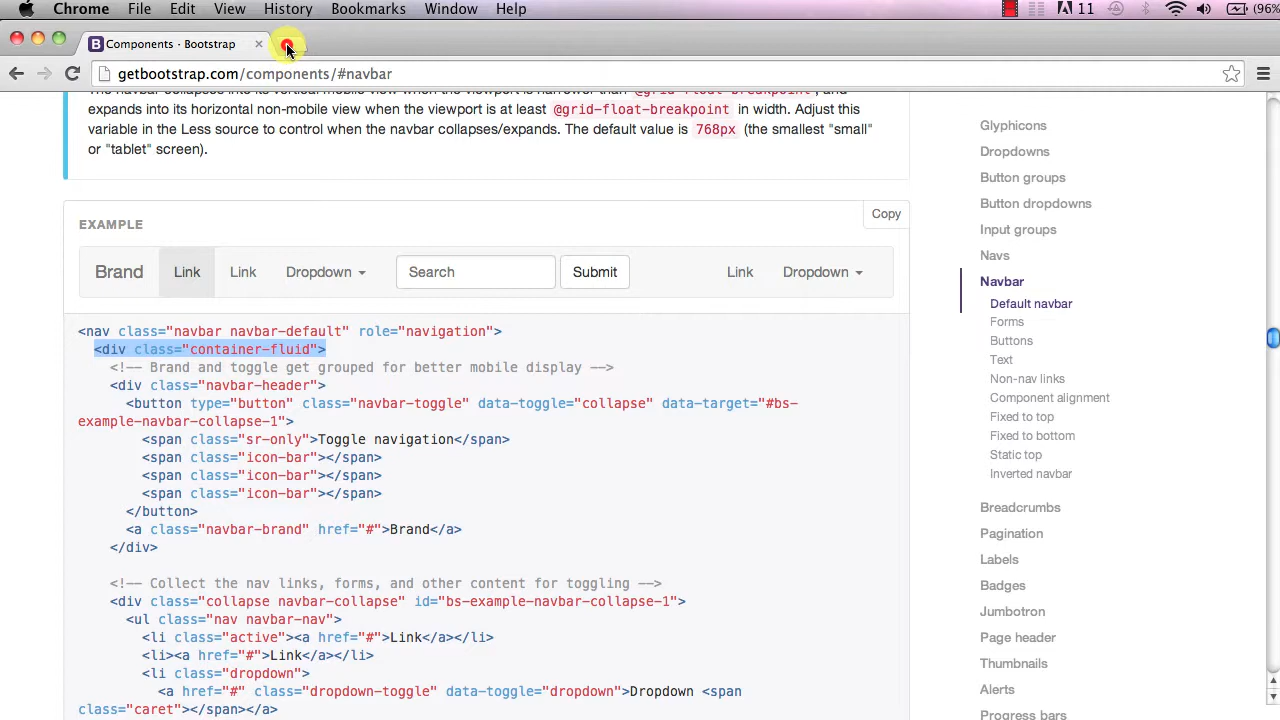 Chrome File Edit View History Bookmarks Window Help 11 (96%
B Components · Bootstrap ×
getbootstrap.com/components/#navbar
expands into its horizontal non-mobile view when the viewport is at least @grid-float-breakpoint in width. Adjust this
variable in the Less source to control when the navbar collapses/expands. The default value is 768px (the smallest "small"
or "tablet" screen).
EXAMPLE
Copy
Brand Link Link Dropdown Search Submit Link Dropdown
<nav class="navbar navbar-default" role="navigation">
<div class="container-fluid">
<!-- Brand and toggle get grouped for better mobile display -->
<div class="navbar-header">
<button type="button" class="navbar-toggle" data-toggle="collapse" data-target="#bs-
example-navbar-collapse-1">
<span class="sr-only">Toggle navigation</span>
<span class="icon-bar"></span>
<span class="icon-bar"></span>
<span class="icon-bar"></span>
</button>
<a class="navbar-brand" href="#">Brand</a>
</div>
<!-- Collect the nav links, forms, and other content for toggling -->
<div class="collapse navbar-collapse" id="bs-example-navbar-collapse-1">
<ul class="nav navbar-nav">
<li class="active"><a href="#">Link</a></li>
<li><a href="#">Link</a></li>
<li class="dropdown">
<a href="#" class="dropdown-toggle" data-toggle="dropdown">Dropdown <span
class="caret"></span></a>
Glyphicons
Dropdowns
Button groups
Button dropdowns
Input groups
Navs
Navbar
Default navbar
Forms
Buttons
Text
Non-nav links
Component alignment
Fixed to top
Fixed to bottom
Static top
Inverted navbar
Breadcrumbs
Pagination
Labels
Badges
Jumbotron
Page header
Thumbnails
Alerts
Progress bars